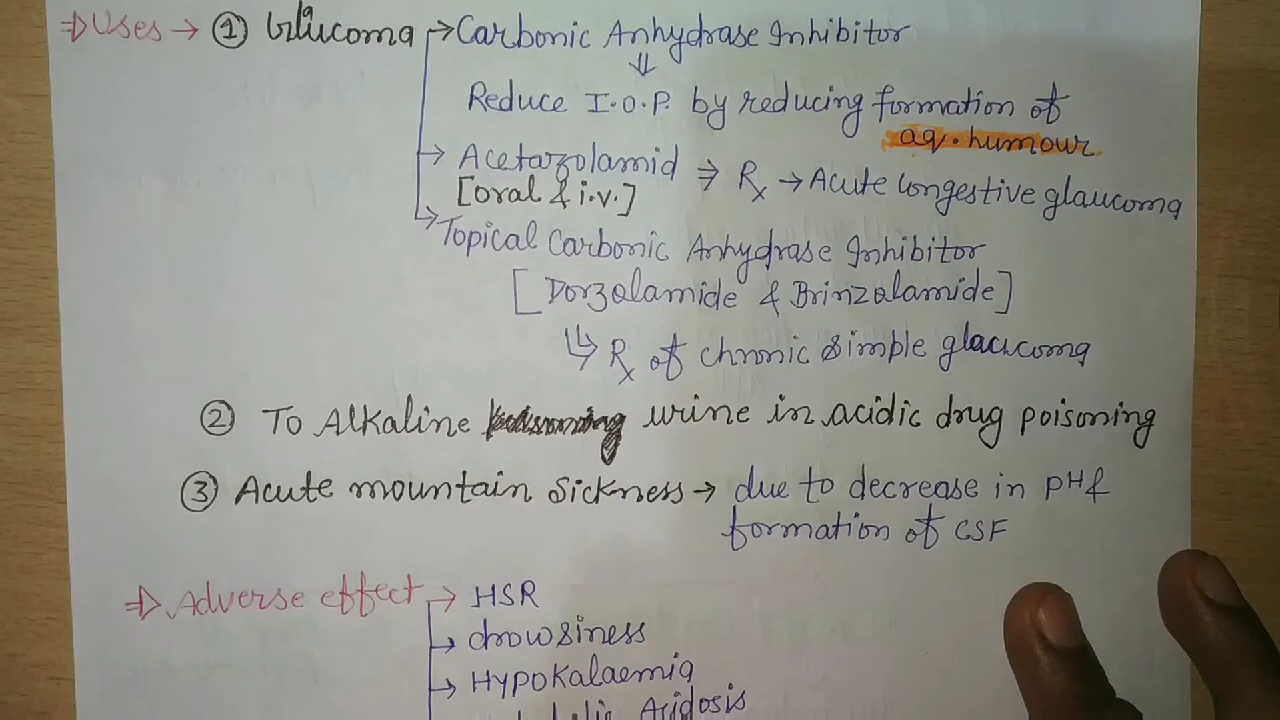 ⇒ Uses → ① Glucoma → Carbonic Anhydrase Inhibitor
⇓
Reduce I.O.P. by reducing formation of
aq. humour
→ Acetazolamid ⇒ Rx → Acute Congestive glaucoma
[oral & i.v.]
→ Topical Carbonic Anhydrase Inhibitor
[Dorzolamide & Brinzolamide]
↳ Rx of chronic simple glaucoma
② To Alkaline urine in acidic drug poisoning
③ Acute mountain Sickness → due to decrease in PH &
formation of CSF
⇒ Adverse effect → HSR
→ drowsiness
→ Hypokalaemia
Acidosis